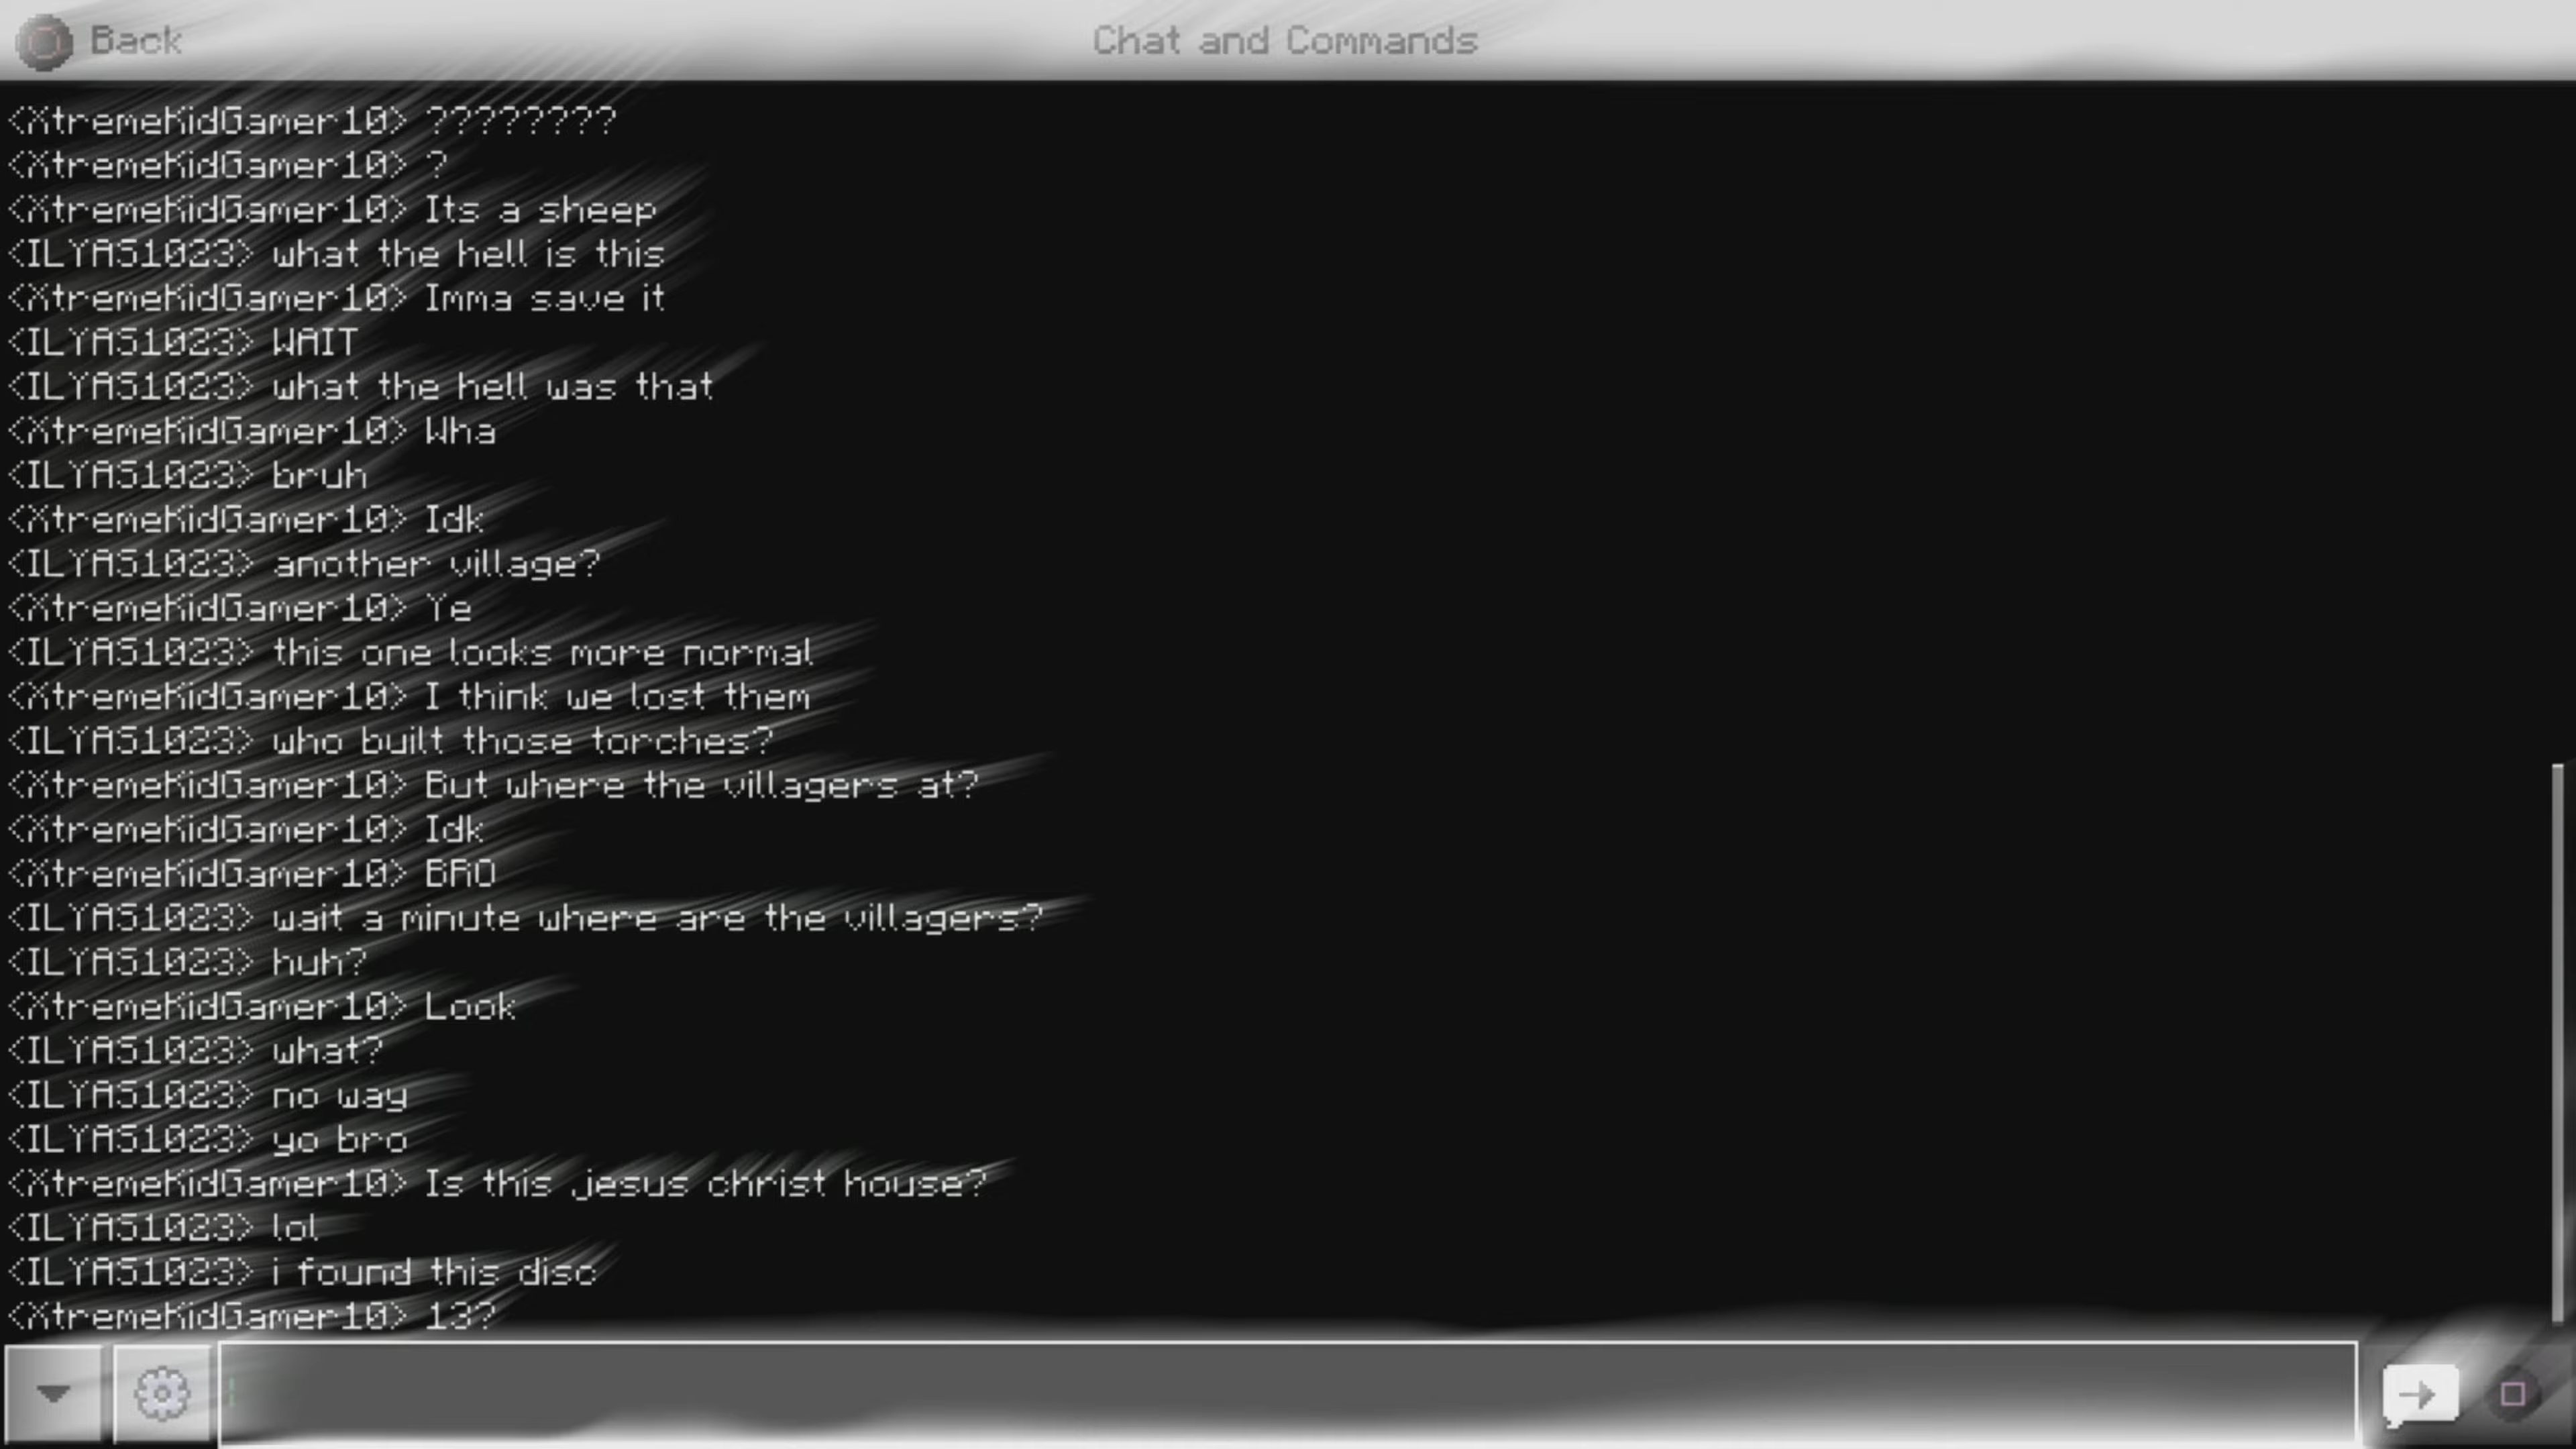 Back
Chat and Commands
<XtremeKidGamer10> ????????
<XtremeKidGamer10> ?
<XtremeKidGamer10> Its a sheep
<ILYAS1023> what the hell is this
<XtremeKidGamer10> Imma save it
<ILYAS1023> WAIT
<ILYAS1023> what the hell was that
<XtremeKidGamer10> Wha
<ILYAS1023> bruh
<XtremeKidGamer10> Idk
<ILYAS1023> another village?
<XtremeKidGamer10> Ye
<ILYAS1023> this one looks more normal
<XtremeKidGamer10> I think we lost them
<ILYAS1023> who built those torches?
<XtremeKidGamer10> But where the villagers at?
<XtremeKidGamer10> Idk
<XtremeKidGamer10> BRO
<ILYAS1023> wait a minute where are the villagers?
<ILYAS1023> huh?
<XtremeKidGamer10> Look
<ILYAS1023> what?
<ILYAS1023> no way
<ILYAS1023> yo bro
<XtremeKidGamer10> Is this jesus christ house?
<ILYAS1023> lol
<ILYAS1023> i found this disc
<XtremeKidGamer10> 13?